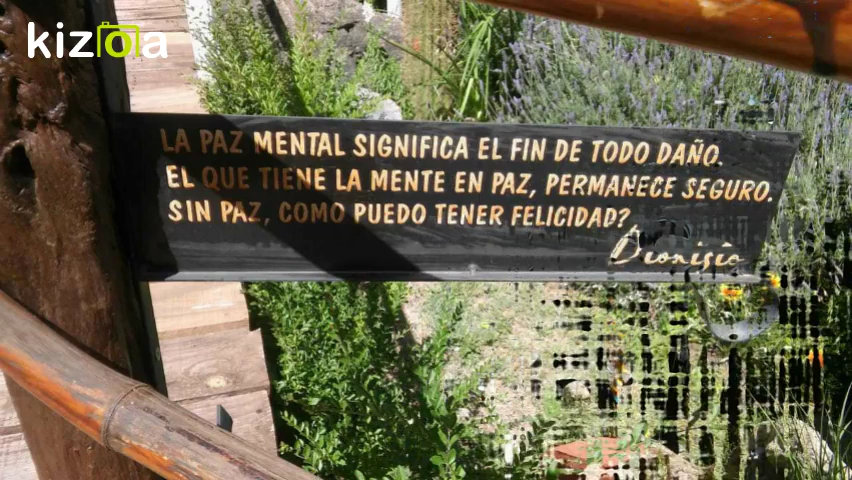 kizoa
LA PAZ MENTAL SIGNIFICA EL FIN DE TODO DAÑO.
EL QUE TIENE LA MENTE EN PAZ, PERMANECE SEGURO.
SIN PAZ, COMO PUEDO TENER FELICIDAD?
Dionisio